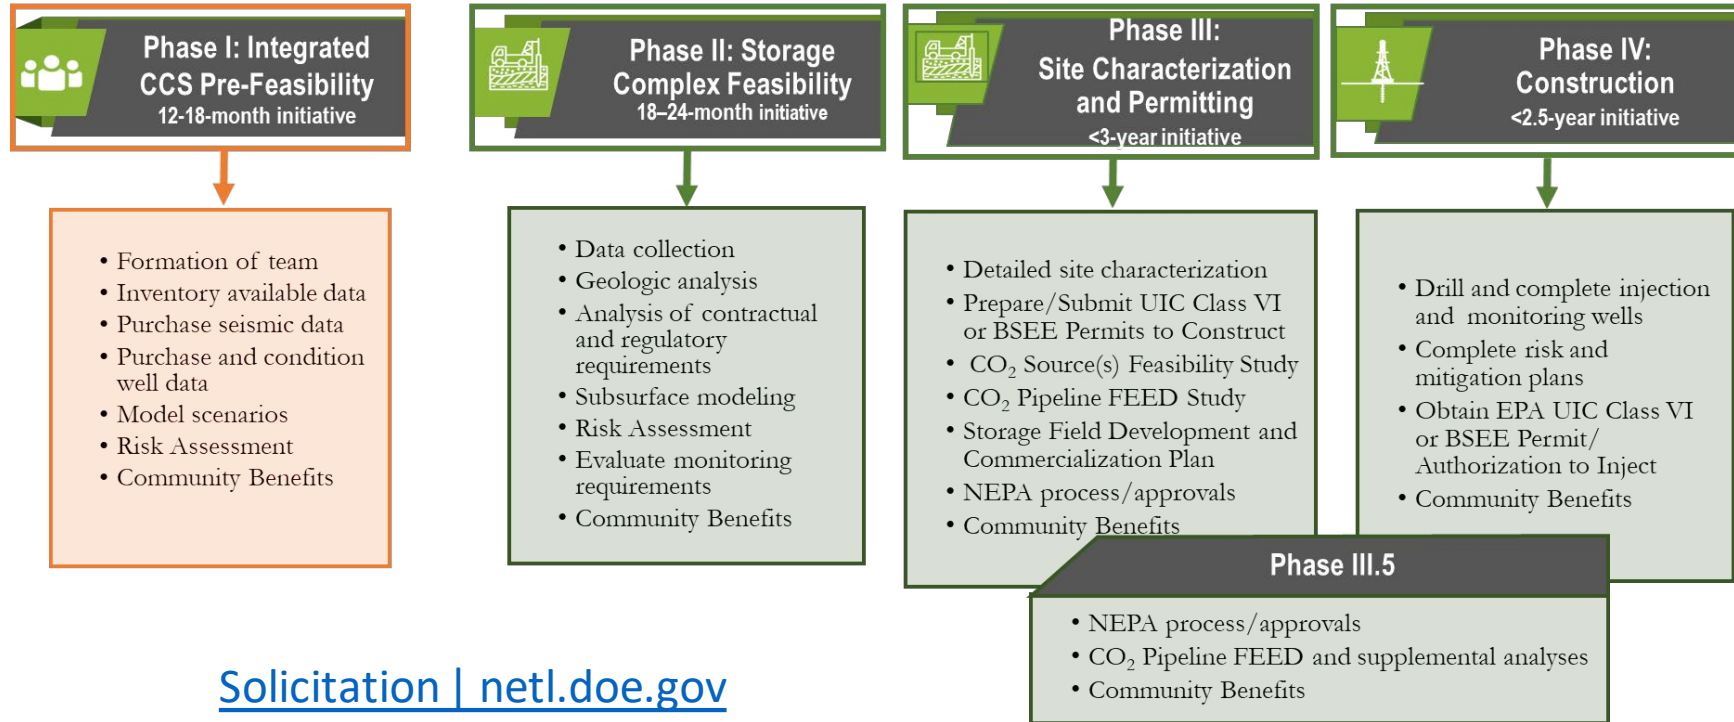 Phase I: Integrated
CCS Pre-Feasibility
12-18-month initiative
• Formation of team
• Inventory available data
• Purchase seismic data
• Purchase and condition
well data
• Model scenarios
• Risk Assessment
• Community Benefits
Phase II: Storage
Complex Feasibility
18–24-month initiative
• Data collection
• Geologic analysis
• Analysis of contractual
and regulatory
requirements
• Subsurface modeling
• Risk Assessment
• Evaluate monitoring
requirements
• Community Benefits
Phase III:
Site Characterization
and Permitting
<3-year initiative
• Detailed site characterization
• Prepare/Submit UIC Class VI
or BSEE Permits to Construct
• CO₂ Source(s) Feasibility Study
• CO₂ Pipeline FEED Study
• Storage Field Development and
Commercialization Plan
• NEPA process/approvals
• Community Benefits
Phase IV:
Construction
<2.5-year initiative
• Drill and complete injection
and monitoring wells
• Complete risk and
mitigation plans
• Obtain EPA UIC Class VI
or BSEE Permit/
Authorization to Inject
• Community Benefits
Phase III.5
• NEPA process/approvals
• CO₂ Pipeline FEED and supplemental analyses
• Community Benefits
Solicitation | netl.doe.gov